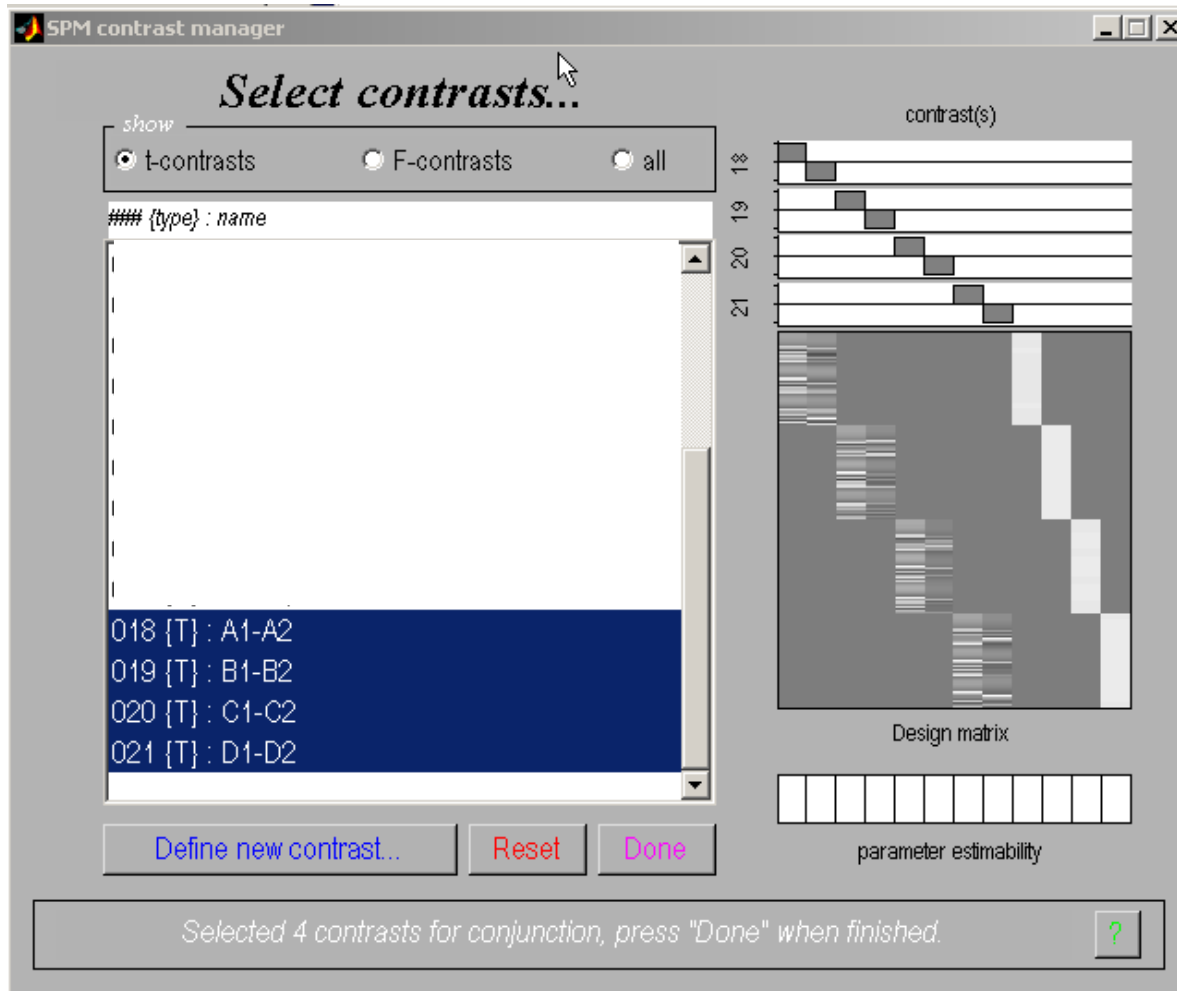 SPM contrast manager
Select contrasts...
show
t-contrasts
F-contrasts
all
### {type} : name
018 {T} : A1-A2
019 {T} : B1-B2
020 {T} : C1-C2
021 {T} : D1-D2
Define new contrast...
Reset
Done
contrast(s)
18
19
20
21
Design matrix
parameter estimability
Selected 4 contrasts for conjunction, press "Done" when finished.
?